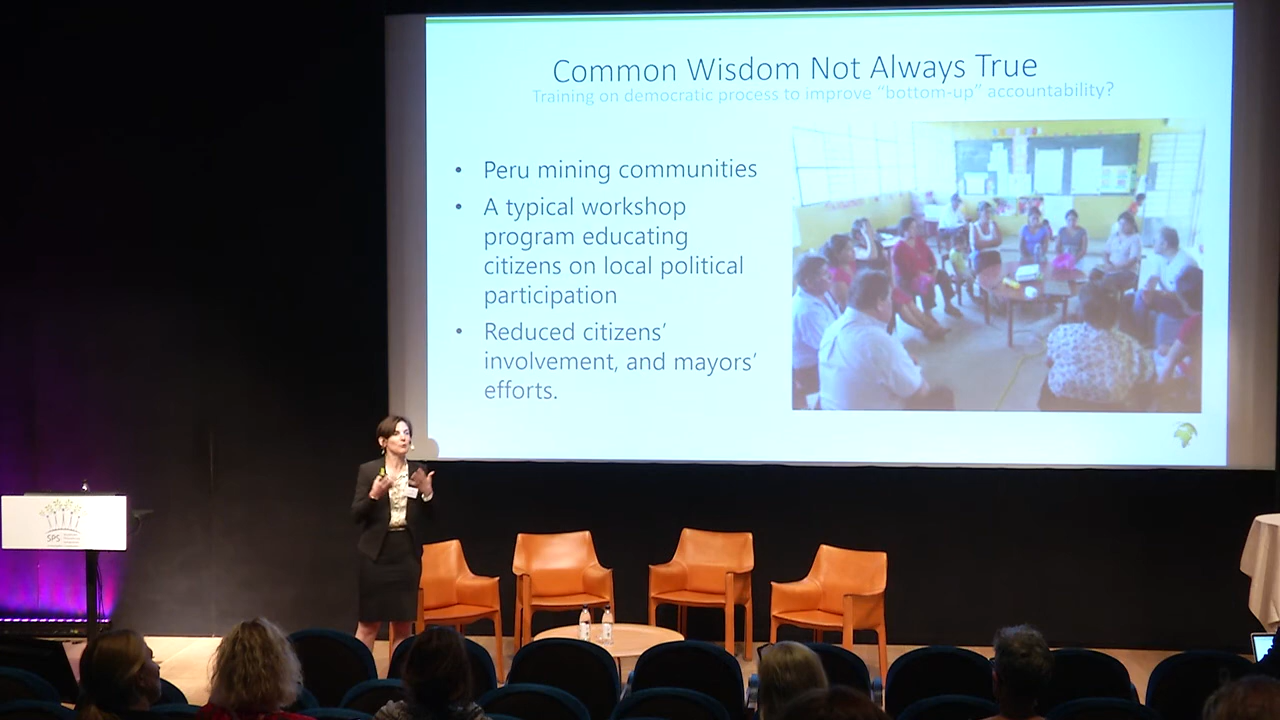 Common Wisdom Not Always True
Training on democratic process to improve “bottom-up” accountability?
• Peru mining communities
• A typical workshop
program educating
citizens on local political
participation
• Reduced citizens’
involvement, and mayors’
efforts.
SPS